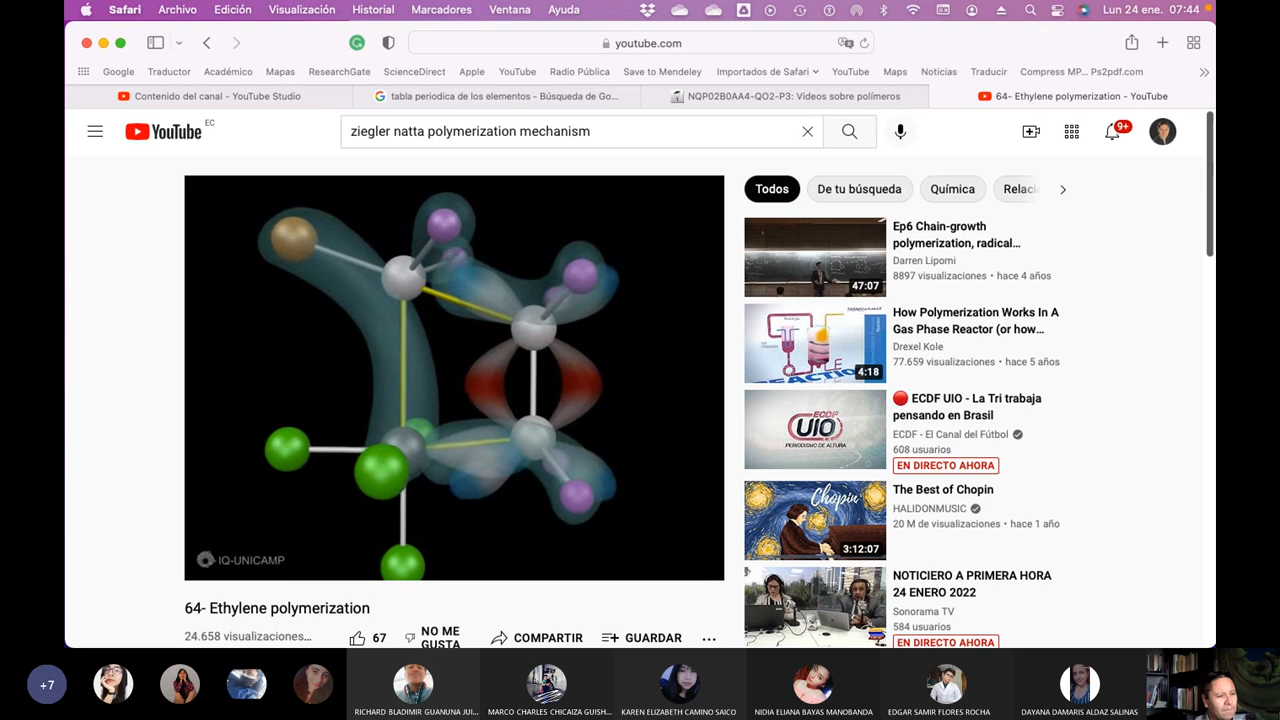 Safari Archivo Edición Visualización Historial Marcadores Ventana Ayuda Lun 24 ene. 07:44
youtube.com
Google Traductor Académico Mapas ResearchGate ScienceDirect Apple YouTube Radio Pública Save to Mendeley Importados de Safari YouTube Maps Noticias Traducir Compress MP... Ps2pdf.com
Contenido del canal - YouTube Studio
tabla periodica de los elementos - Búsqueda de Go...
NQP02B0AA4-QO2-P3: Videos sobre polímeros
64- Ethylene polymerization - YouTube
YouTube EC
ziegler natta polymerization mechanism
9+
Todos De tu búsqueda Química Relaci
Ep6 Chain-growth
polymerization, radical...
Darren Lipomi
8897 visualizaciones • hace 4 años
47:07
How Polymerization Works In A
Gas Phase Reactor (or how...
Drexel Kole
77.659 visualizaciones • hace 5 años
4:18
ECDF UIO - La Tri trabaja
pensando en Brasil
ECDF - El Canal del Fútbol
608 usuarios
EN DIRECTO AHORA
ECDF
UIO
PERIODISMO DE ALTURA
The Best of Chopin
HALIDONMUSIC
20 M de visualizaciones • hace 1 año
Chopin
3:12:07
NOTICIERO A PRIMERA HORA
24 ENERO 2022
Sonorama TV
584 usuarios
EN DIRECTO AHORA
IQ-UNICAMP
64- Ethylene polymerization
24.658 visualizaciones...
67
NO ME
GUSTA
COMPARTIR
GUARDAR
+7
RICHARD BLADIMIR GUANUNA JUI...
MARCO CHARLES CHICAIZA GUISH...
KAREN ELIZABETH CAMINO SAICO
NIDIA ELIANA BAYAS MANOBANDA
EDGAR SAMIR FLORES ROCHA
DAYANA DAMARIS ALDAZ SALINAS